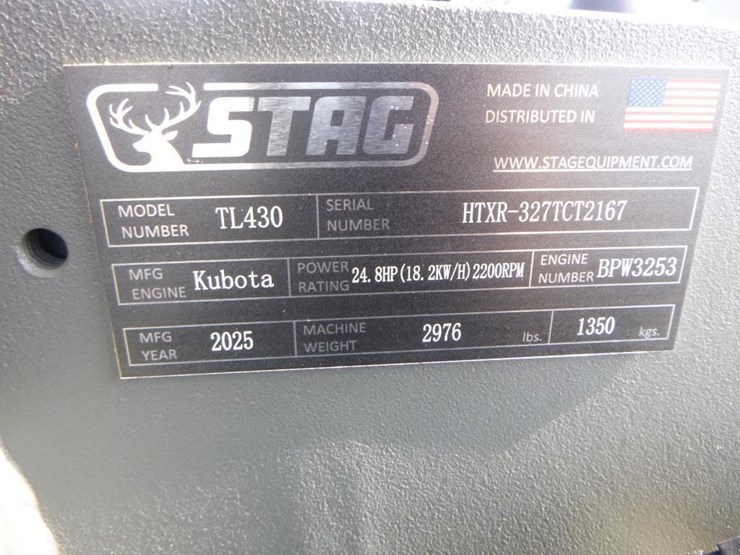 STAG
MADE IN CHINA
DISTRIBUTED IN
WWW.STAGEQUIPMENT.COM
MODEL NUMBER TL430 SERIAL NUMBER HTXR-327TCT2167
MFG ENGINE Kubota POWER RATING 24.8HP(18.2KW/H)2200RPM ENGINE NUMBER BPW3253
MFG YEAR 2025 MACHINE WEIGHT 2976 lbs. 1350 kgs.